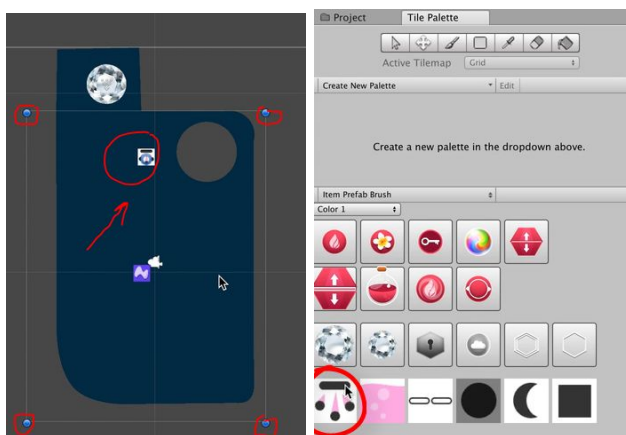 Project
Tile Palette
Active Tilemap Grid
Create New Palette Edit
Create a new palette in the dropdown above.
Item Prefab Brush
Color 1